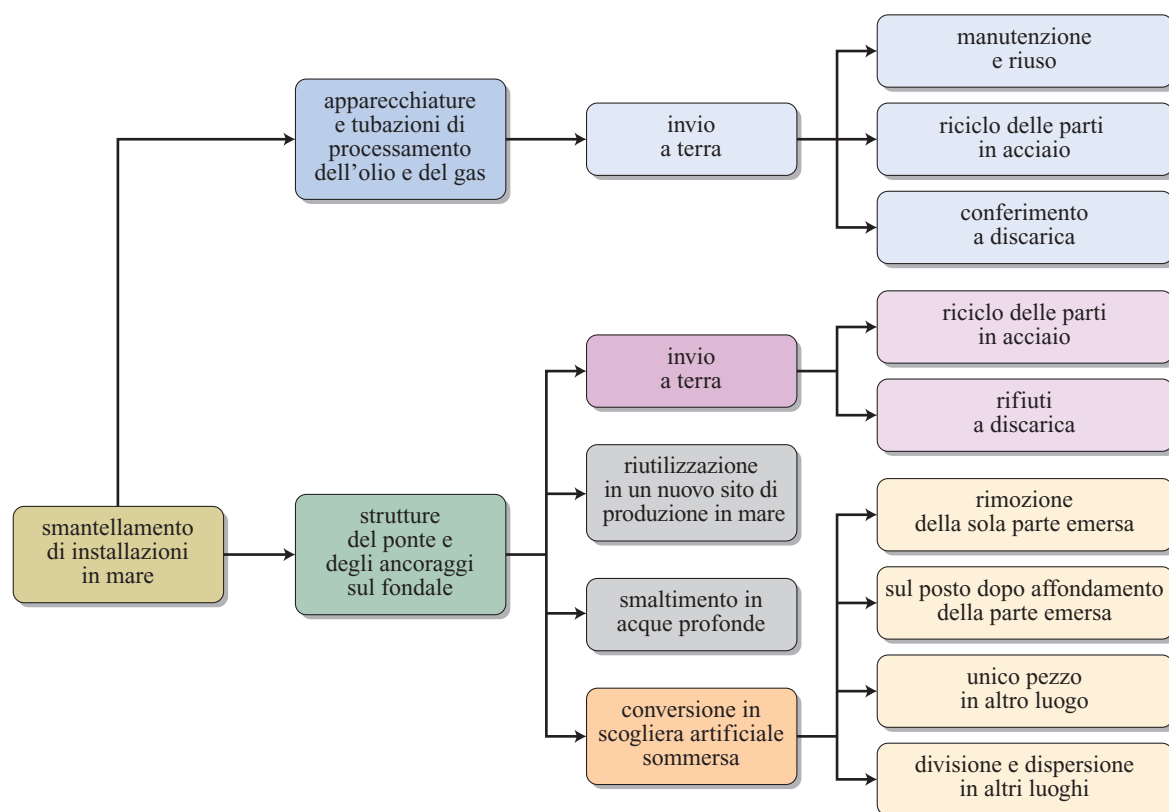 smantellamento
di installazioni
in mare
apparecchiature
e tubazioni di
processamento
dell'olio e del gas
invio
a terra
manutenzione
e riuso
riciclo delle parti
in acciaio
conferimento
a discarica
strutture
del ponte e
degli ancoraggi
sul fondale
invio
a terra
riciclo delle parti
in acciaio
rifiuti
a discarica
riutilizzazione
in un nuovo sito di
produzione in mare
smaltimento in
acque profonde
conversione in
scogliera artificiale
sommersa
rimozione
della sola parte emersa
sul posto dopo affondamento
della parte emersa
unico pezzo
in altro luogo
divisione e dispersione
in altri luoghi